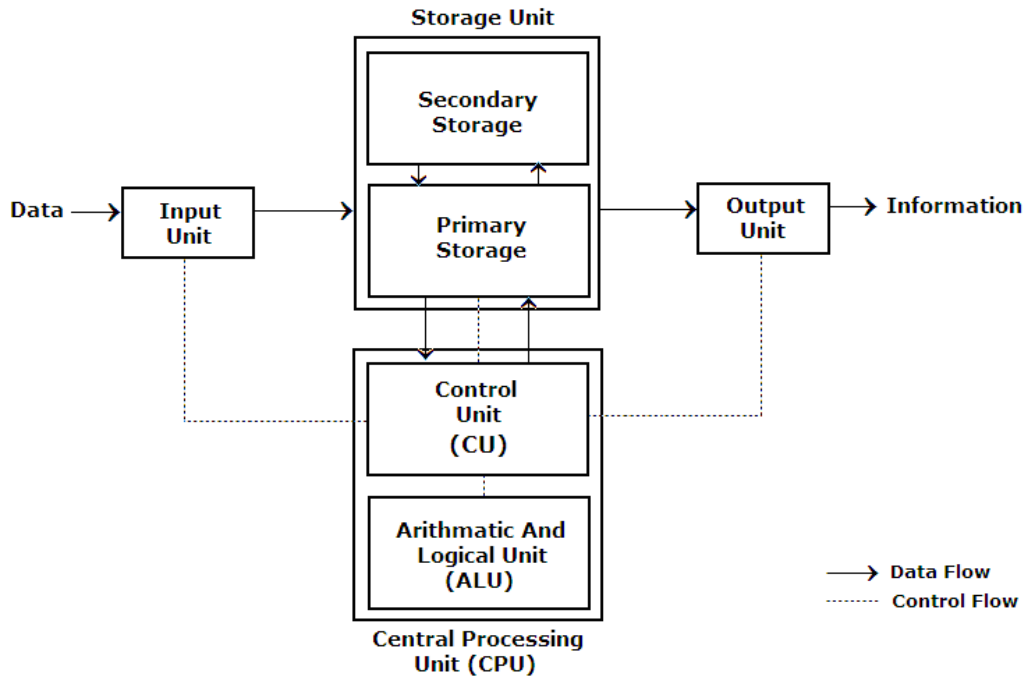 Storage Unit
Secondary
Storage
Data
Input
Unit
Primary
Storage
Output
Unit
Information
Control
Unit
(CU)
Arithmatic And
Logical Unit
(ALU)
Data Flow
Control Flow
Central Processing
Unit (CPU)